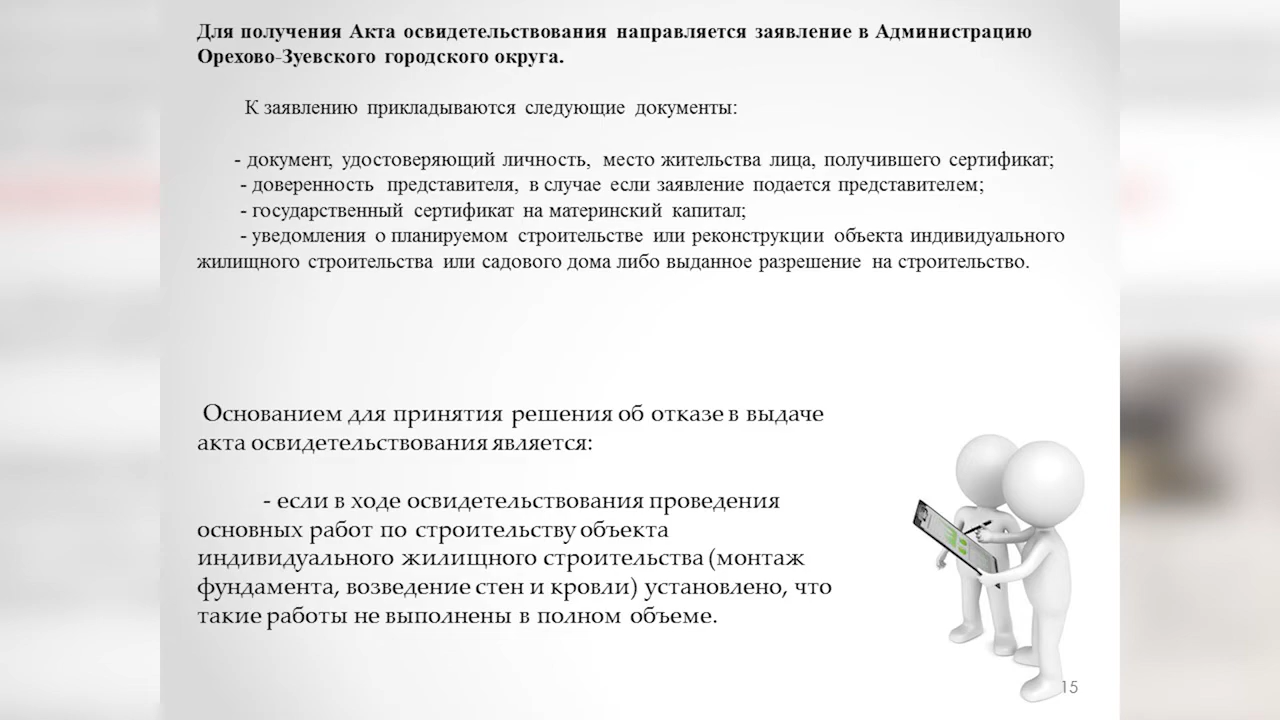 Для получения Акта освидетельствования направляется заявление в Администрацию
Орехово-Зуевского городского округа.
К заявлению прикладываются следующие документы:
- документ, удостоверяющий личность, место жительства лица, получившего сертификат;
- доверенность представителя, в случае если заявление подается представителем;
- государственный сертификат на материнский капитал;
- уведомления о планируемом строительстве или реконструкции объекта индивидуального
жилищного строительства или садового дома либо выданное разрешение на строительство.
Основанием для принятия решения об отказе в выдаче
акта освидетельствования является:
- если в ходе освидетельствования проведения
основных работ по строительству объекта
индивидуального жилищного строительства (монтаж
фундамента, возведение стен и кровли) установлено, что
такие работы не выполнены в полном объеме.
15